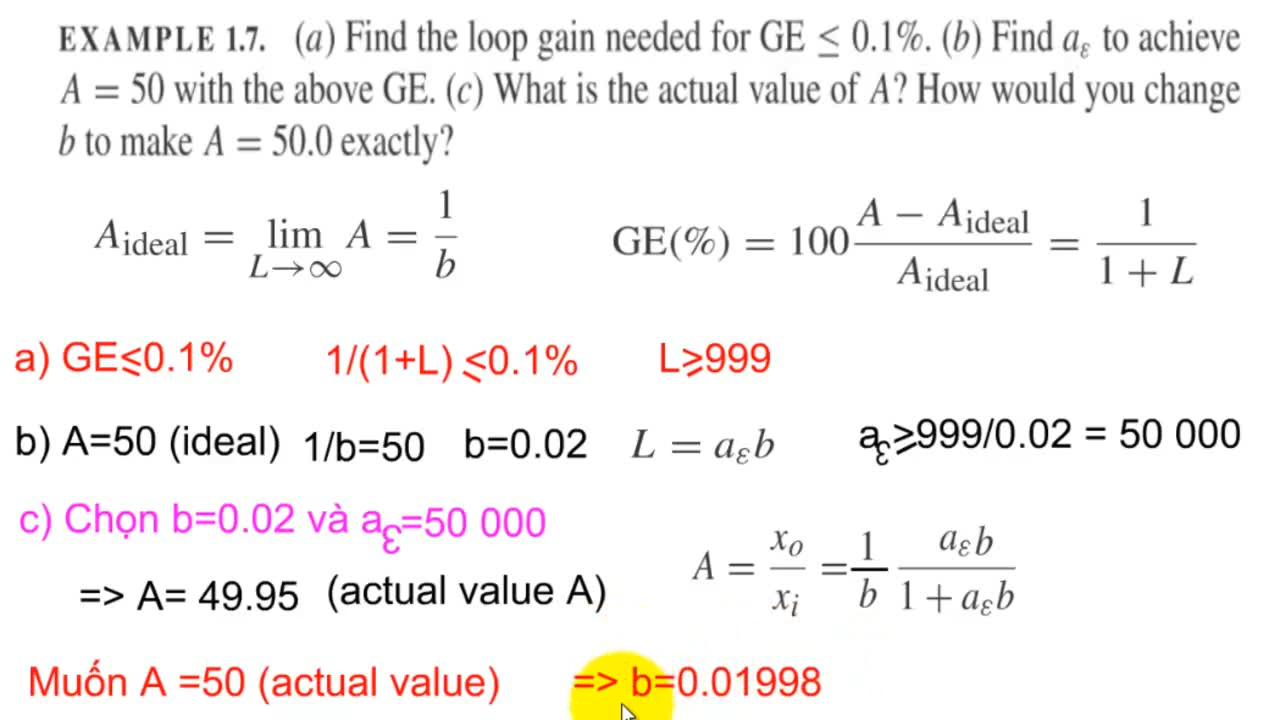 EXAMPLE 1.7. (a) Find the loop gain needed for GE ≤ 0.1%. (b) Find aε to achieve
A = 50 with the above GE. (c) What is the actual value of A? How would you change
b to make A = 50.0 exactly?
A_ideal = lim_{L→∞} A = 1/b GE(%) = 100 (A − A_ideal)/A_ideal = 1/(1 + L)
a) GE⩽0.1% 1/(1+L) ⩽0.1% L⩾999
b) A=50 (ideal) 1/b=50 b=0.02 L = aεb aε⩾999/0.02 = 50 000
c) Chọn b=0.02 và aε=50 000
=> A= 49.95 (actual value A) A = xo/xi = 1/b aεb/(1 + aεb)
Muốn A =50 (actual value) => b=0.01998